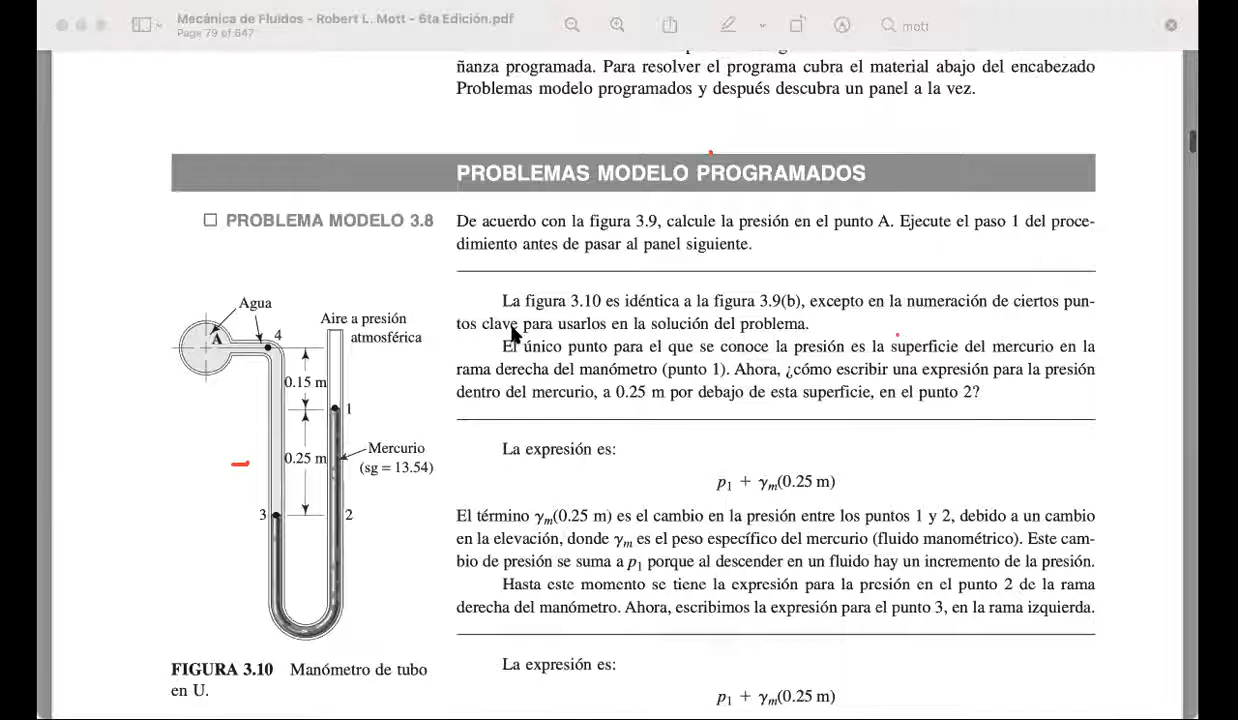 Mecánica de Fluidos - Robert L. Mott - 6ta Edición.pdf
Page 79 of 647
mott
ñanza programada. Para resolver el programa cubra el material abajo del encabezado
Problemas modelo programados y después descubra un panel a la vez.
PROBLEMAS MODELO PROGRAMADOS
PROBLEMA MODELO 3.8
De acuerdo con la figura 3.9, calcule la presión en el punto A. Ejecute el paso 1 del proce-
dimiento antes de pasar al panel siguiente.
La figura 3.10 es idéntica a la figura 3.9(b), excepto en la numeración de ciertos pun-
tos clave para usarlos en la solución del problema.
El único punto para el que se conoce la presión es la superficie del mercurio en la
rama derecha del manómetro (punto 1). Ahora, ¿cómo escribir una expresión para la presión
dentro del mercurio, a 0.25 m por debajo de esta superficie, en el punto 2?
La expresión es:
p1 + γm(0.25 m)
El término γm(0.25 m) es el cambio en la presión entre los puntos 1 y 2, debido a un cambio
en la elevación, donde γm es el peso específico del mercurio (fluido manométrico). Este cam-
bio de presión se suma a p1 porque al descender en un fluido hay un incremento de la presión.
Hasta este momento se tiene la expresión para la presión en el punto 2 de la rama
derecha del manómetro. Ahora, escribimos la expresión para el punto 3, en la rama izquierda.
La expresión es:
p1 + γm(0.25 m)
Agua
Aire a presión
atmosférica
A
4
0.15 m
1
Mercurio
(sg = 13.54)
0.25 m
3
2
FIGURA 3.10 Manómetro de tubo
en U.